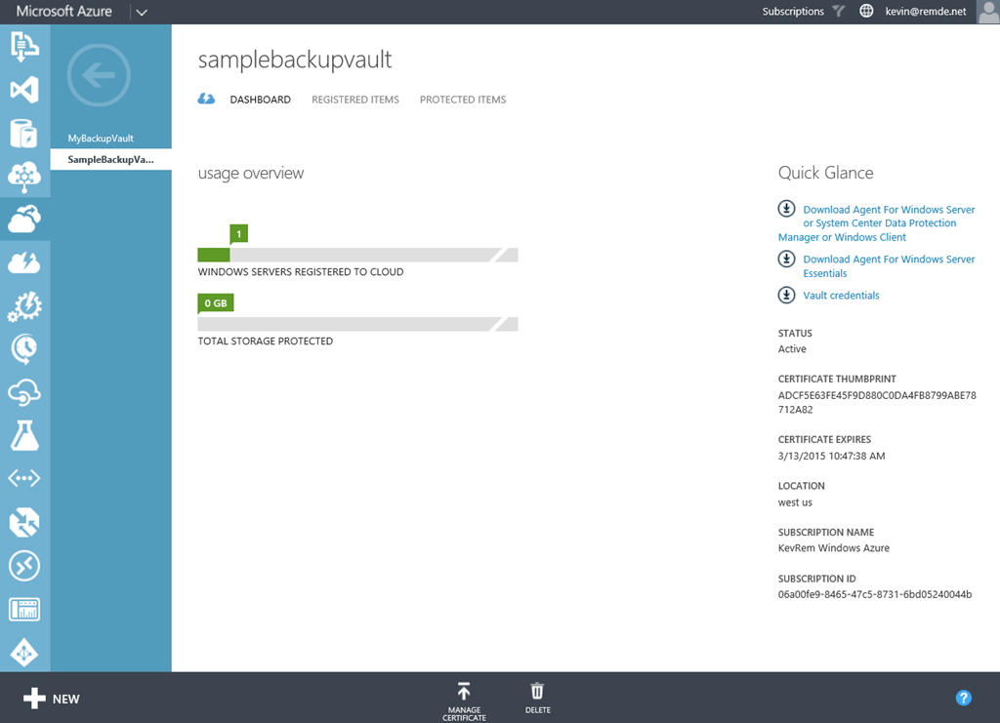 Microsoft Azure
Subscriptions
kevin@remde.net
MyBackupVault
SampleBackupVa...
samplebackupvault
DASHBOARD
REGISTERED ITEMS
PROTECTED ITEMS
usage overview
1
WINDOWS SERVERS REGISTERED TO CLOUD
0 GB
TOTAL STORAGE PROTECTED
Quick Glance
Download Agent For Windows Server
or System Center Data Protection
Manager or Windows Client
Download Agent For Windows Server
Essentials
Vault credentials
STATUS
Active
CERTIFICATE THUMBPRINT
ADCF5E63FE45F9D880C0DA4FB8799ABE78
712A82
CERTIFICATE EXPIRES
3/13/2015 10:47:38 AM
LOCATION
west us
SUBSCRIPTION NAME
KevRem Windows Azure
SUBSCRIPTION ID
06a00fe9-8465-47c5-8731-6bd05240044b
NEW
MANAGE
CERTIFICATE
DELETE
?